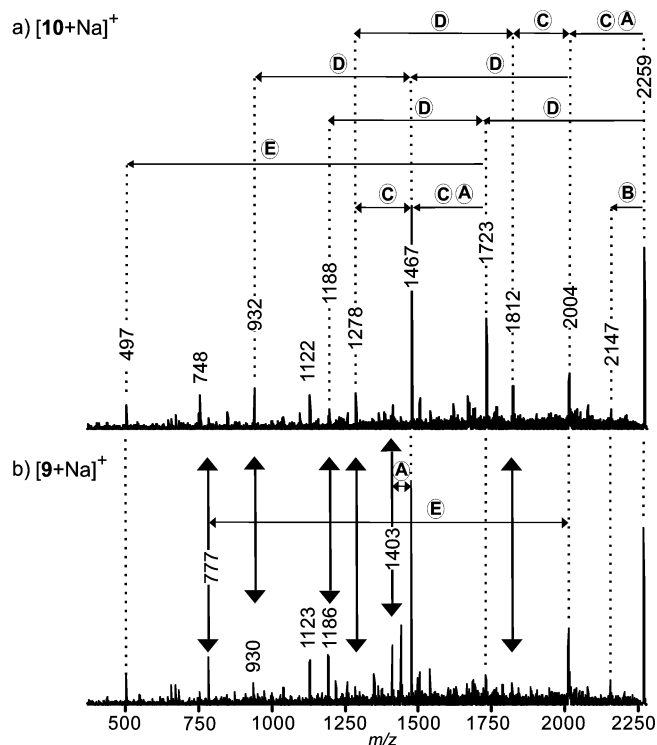 a) [10+Na]+
D C C A
D D
D D
E
C C A B
2259
497
748
932
1122
1188
1278
1467
1723
1812
2004
2147
b) [9+Na]+
A
E
777
930
1123
1186
1403
500 750 1000 1250 1500 1750 2000 2250
m/z